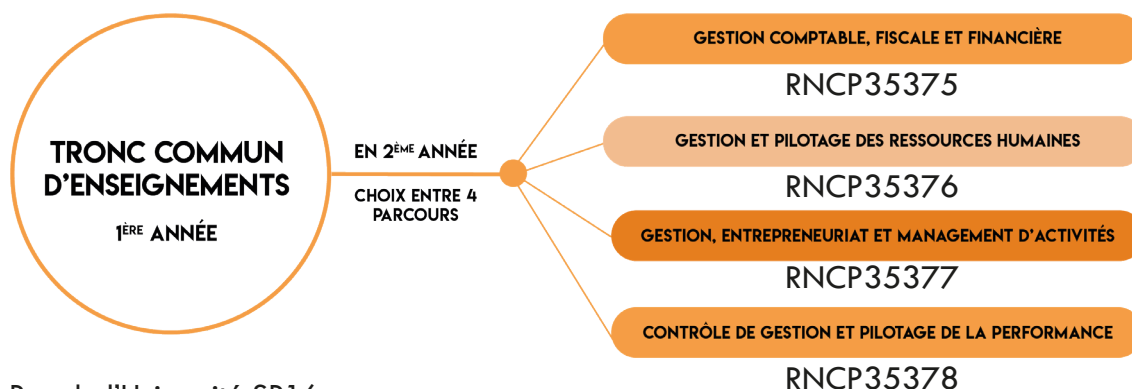 TRONC COMMUN
D'ENSEIGNEMENTS
1ÈRE ANNÉE
EN 2ÈME ANNÉE
CHOIX ENTRE 4
PARCOURS
GESTION COMPTABLE, FISCALE ET FINANCIÈRE
RNCP35375
GESTION ET PILOTAGE DES RESSOURCES HUMAINES
RNCP35376
GESTION, ENTREPRENEURIAT ET MANAGEMENT D'ACTIVITÉS
RNCP35377
CONTRÔLE DE GESTION ET PILOTAGE DE LA PERFORMANCE
RNCP35378